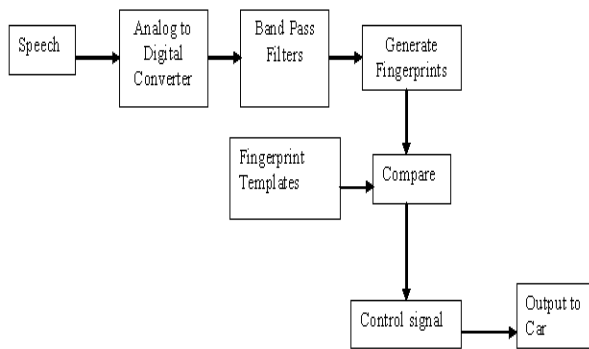 Speech
Analog to
Digital
Converter
Band Pass
Filters
Generate
Fingerprints
Fingerprint
Templates
Compare
Control signal
Output to
Car